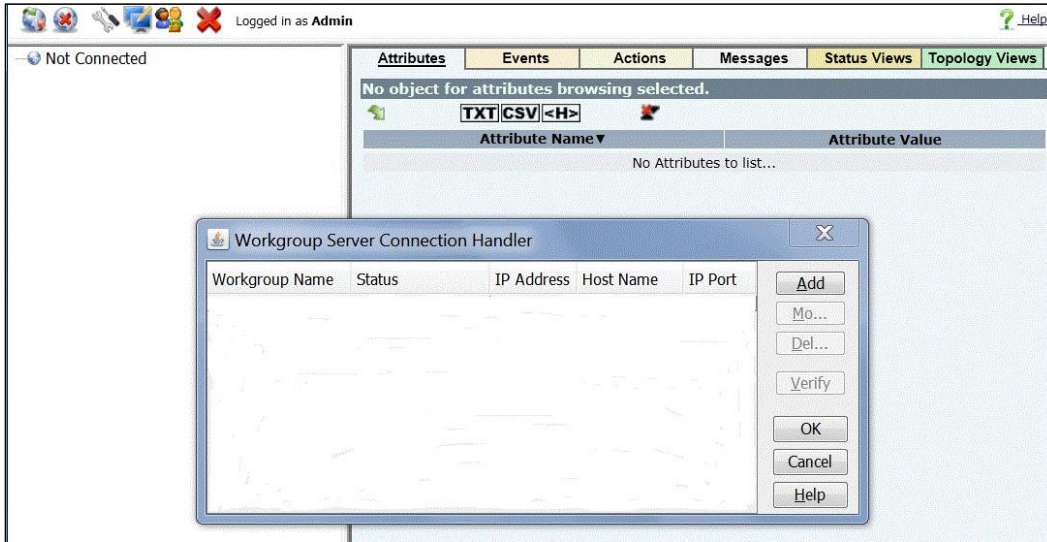 Logged in as Admin
Help
Not Connected
Attributes Events Actions Messages Status Views Topology Views
No object for attributes browsing selected.
TXT CSV <H>
Attribute Name▼ Attribute Value
No Attributes to list...
Workgroup Server Connection Handler
Workgroup Name Status IP Address Host Name IP Port
Add
Mo...
Del...
Verify
OK
Cancel
Help